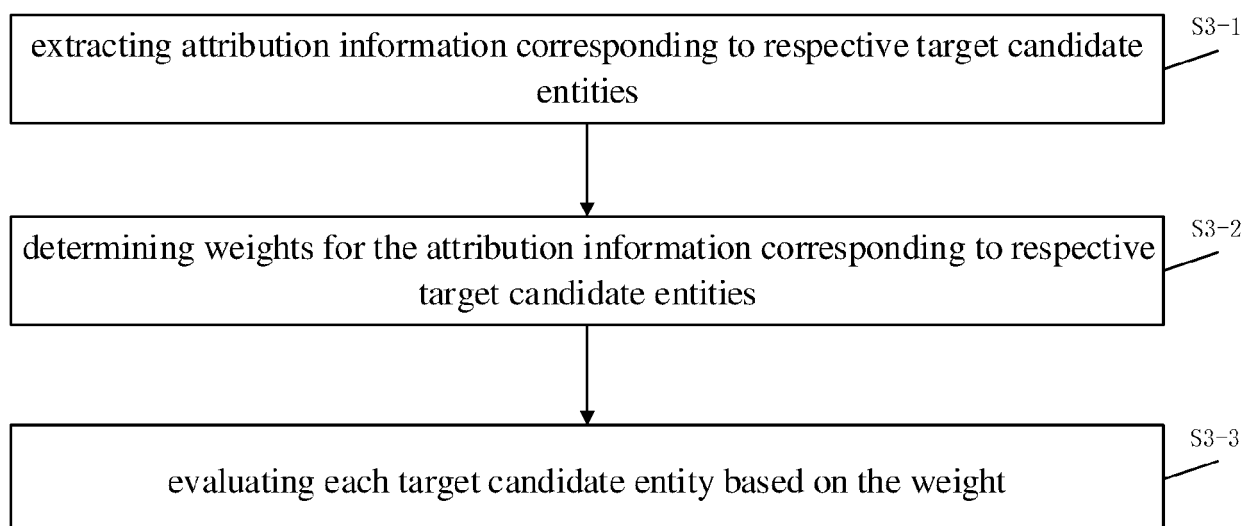 S3-1
extracting attribution information corresponding to respective target candidate
entities
S3-2
determining weights for the attribution information corresponding to respective
target candidate entities
S3-3
evaluating each target candidate entity based on the weight